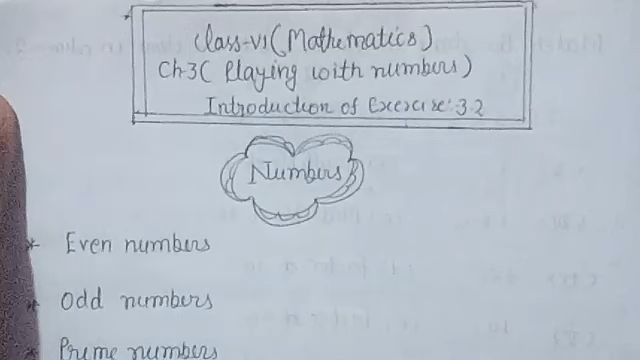 Class-VI (Mathematics)
Ch-3 ( Playing with numbers)
Introduction of Excercise:3.2
Numbers
* Even numbers
* Odd numbers
* Prime numbers